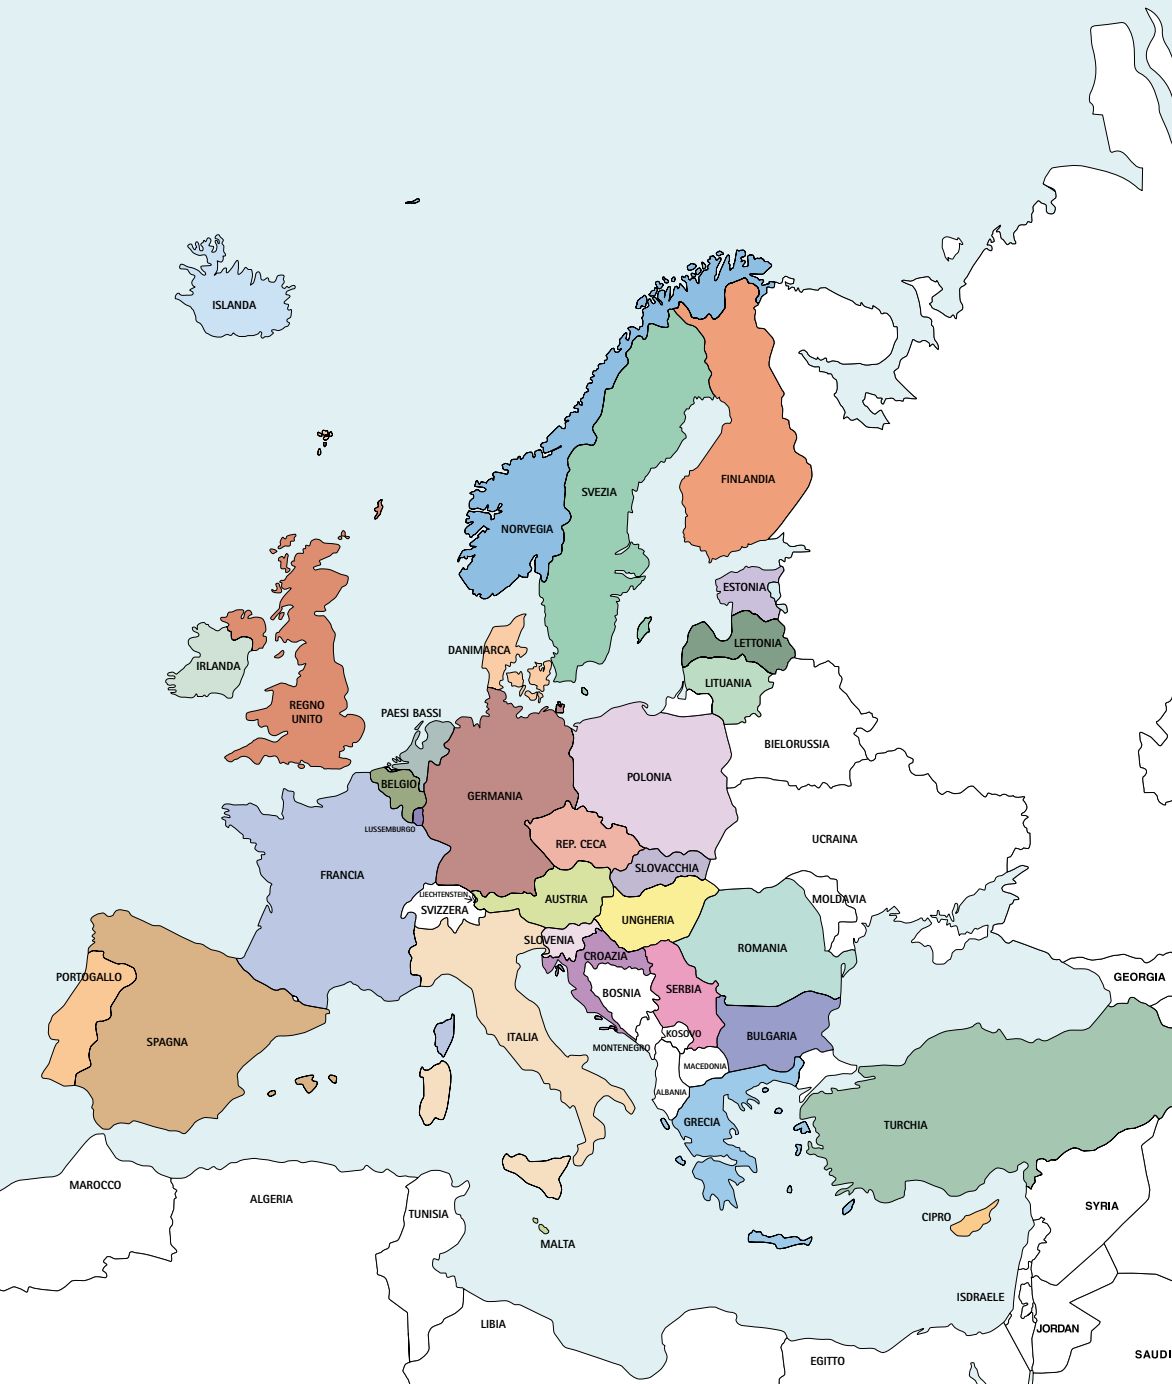 ISLANDA
FINLANDIA
SVEZIA
NORVEGIA
ESTONIA
LETTONIA
DANIMARCA
IRLANDA
LITUANIA
REGNO
UNITO
PAESI BASSI
BIELORUSSIA
POLONIA
BELGIO
GERMANIA
LUSSEMBURGO
UCRAINA
REP. CECA
SLOVACCHIA
FRANCIA
LIECHTENSTEIN
AUSTRIA
MOLDAVIA
SVIZZERA
UNGHERIA
SLOVENIA
ROMANIA
CROAZIA
PORTOGALLO
GEORGIA
SERBIA
BOSNIA
KOSOVO
ITALIA
BULGARIA
SPAGNA
MONTENEGRO
MACEDONIA
ALBANIA
GRECIA
TURCHIA
MAROCCO
ALGERIA
SYRIA
TUNISIA
CIPRO
MALTA
ISDRAELE
LIBIA
JORDAN
SAUDI
EGITTO